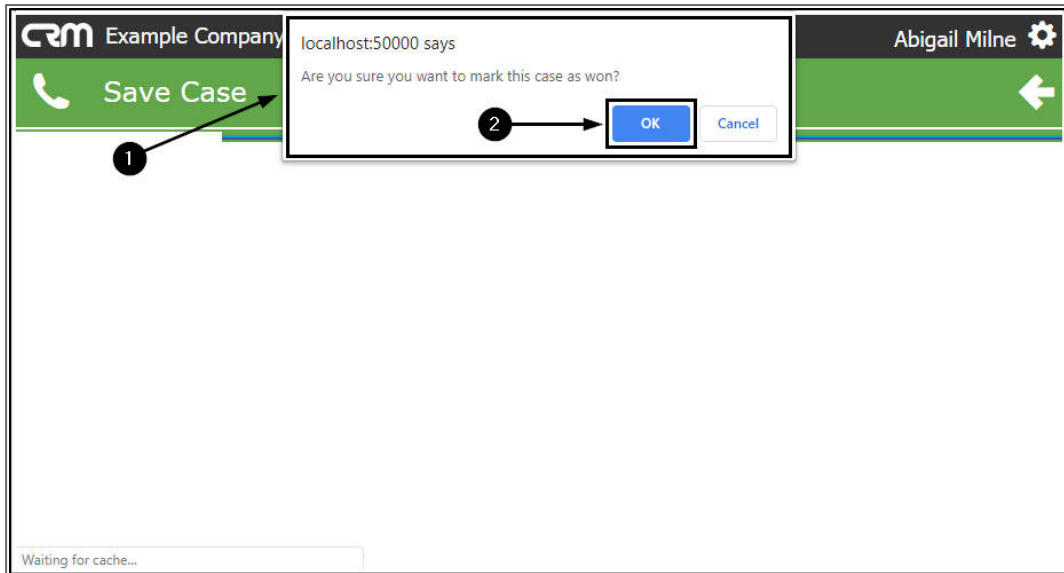 CRM Example Company
Abigail Milne
localhost:50000 says
Are you sure you want to mark this case as won?
Save Case
2
OK
Cancel
1
Waiting for cache...